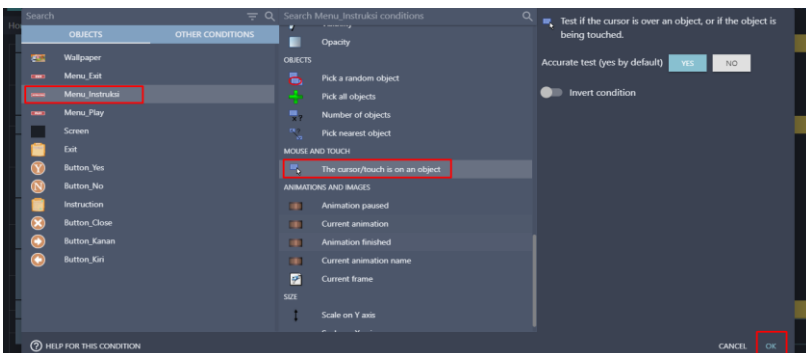 Search
OBJECTS
OTHER CONDITIONS
Wallpaper
Menu_Exit
Menu_Instruksi
Menu_Play
Screen
Exit
Button_Yes
Button_No
Instruction
Button_Close
Button_Kanan
Button_Kiri
HELP FOR THIS CONDITION
Search Menu_Instruksi conditions
Opacity
OBJECTS
Pick a random object
Pick all objects
Number of objects
Pick nearest object
MOUSE AND TOUCH
The cursor/touch is on an object
ANIMATIONS AND IMAGES
Animation paused
Current animation
Animation finished
Current animation name
Current frame
SIZE
Scale on Y axis
Test if the cursor is over an object, or if the object is
being touched.
Accurate test (yes by default) YES NO
Invert condition
CANCEL OK